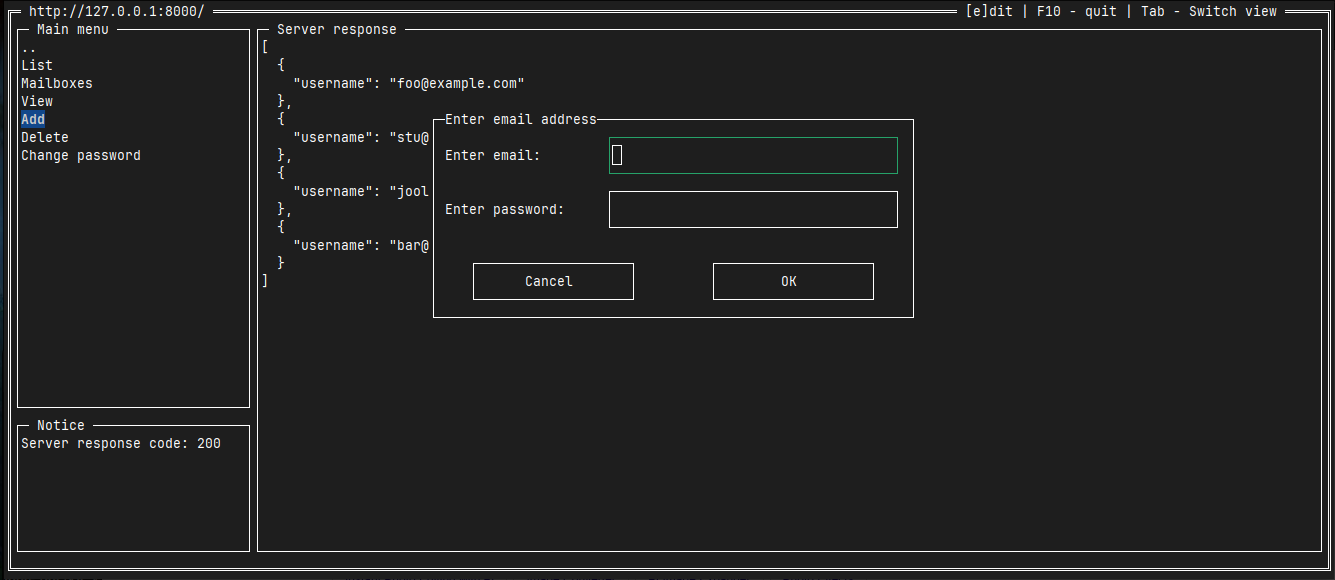 http://127.0.0.1:8000/ [e]dit | F10 - quit | Tab - Switch view
Main menu
..
List
Mailboxes
View
Add
Delete
Change password
Notice
Server response code: 200
Server response
[
{
"username": "foo@example.com"
},
{
"username": "stu@
},
{
"username": "jool
},
{
"username": "bar@
}
]
Enter email address
Enter email:
Enter password:
Cancel OK